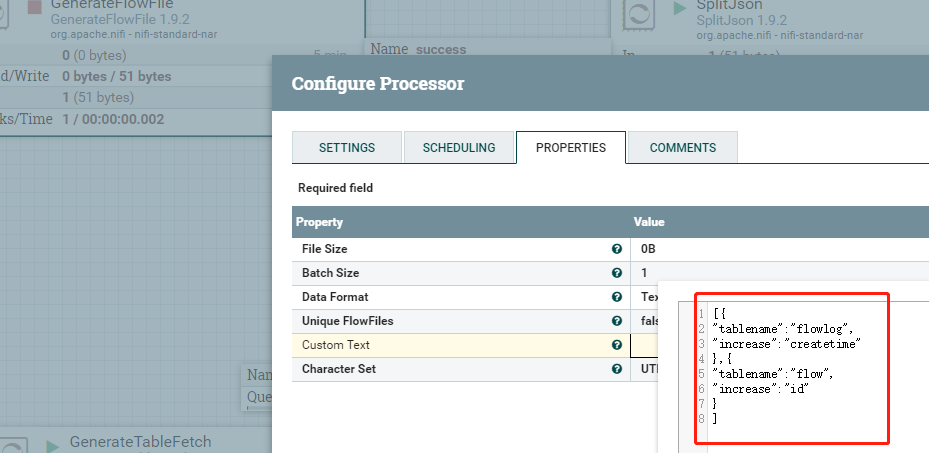 GenerateFlowFile
GenerateFlowFile 1.9.2
org.apache.nifi - nifi-standard-nar
0 (0 bytes)
5 min
d/Write 0 bytes / 51 bytes
1 (51 bytes)
ks/Time 1 / 00:00:00.002
Name success
SplitJson
SplitJson 1.9.2
org.apache.nifi - nifi-standard-nar
In 1 (51 bytes)
Configure Processor
SETTINGS
SCHEDULING
PROPERTIES
COMMENTS
Required field
Property Value
File Size 0B
Batch Size 1
Data Format Tex
Unique FlowFiles fals
Custom Text
Character Set UTF
1 [{
2 "tablename":"flowlog",
3 "increase":"createtime"
4 },{
5 "tablename":"flow",
6 "increase":"id"
7 }
8 ]
Nam
Que
GenerateTableFetch